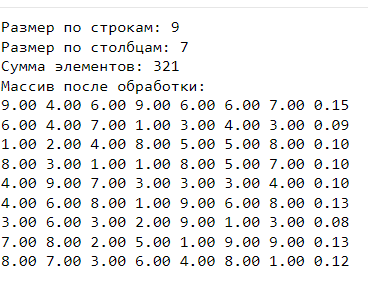 Размер по строкам: 9
Размер по столбцам: 7
Сумма элементов: 321
Массив после обработки:
9.00 4.00 6.00 9.00 6.00 6.00 7.00 0.15
6.00 4.00 7.00 1.00 3.00 4.00 3.00 0.09
1.00 2.00 4.00 8.00 5.00 5.00 8.00 0.10
8.00 3.00 1.00 1.00 8.00 5.00 7.00 0.10
4.00 9.00 7.00 3.00 3.00 3.00 4.00 0.10
4.00 6.00 8.00 1.00 9.00 6.00 8.00 0.13
3.00 6.00 3.00 2.00 9.00 1.00 3.00 0.08
7.00 8.00 2.00 5.00 1.00 9.00 9.00 0.13
8.00 7.00 3.00 6.00 4.00 8.00 1.00 0.12